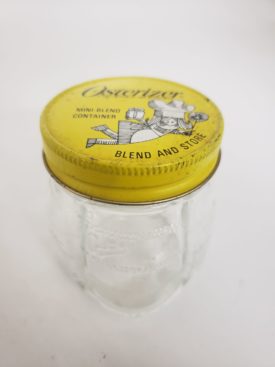 Osterizer
MINI-BLEND
CONTAINER
BLEND AND STORE